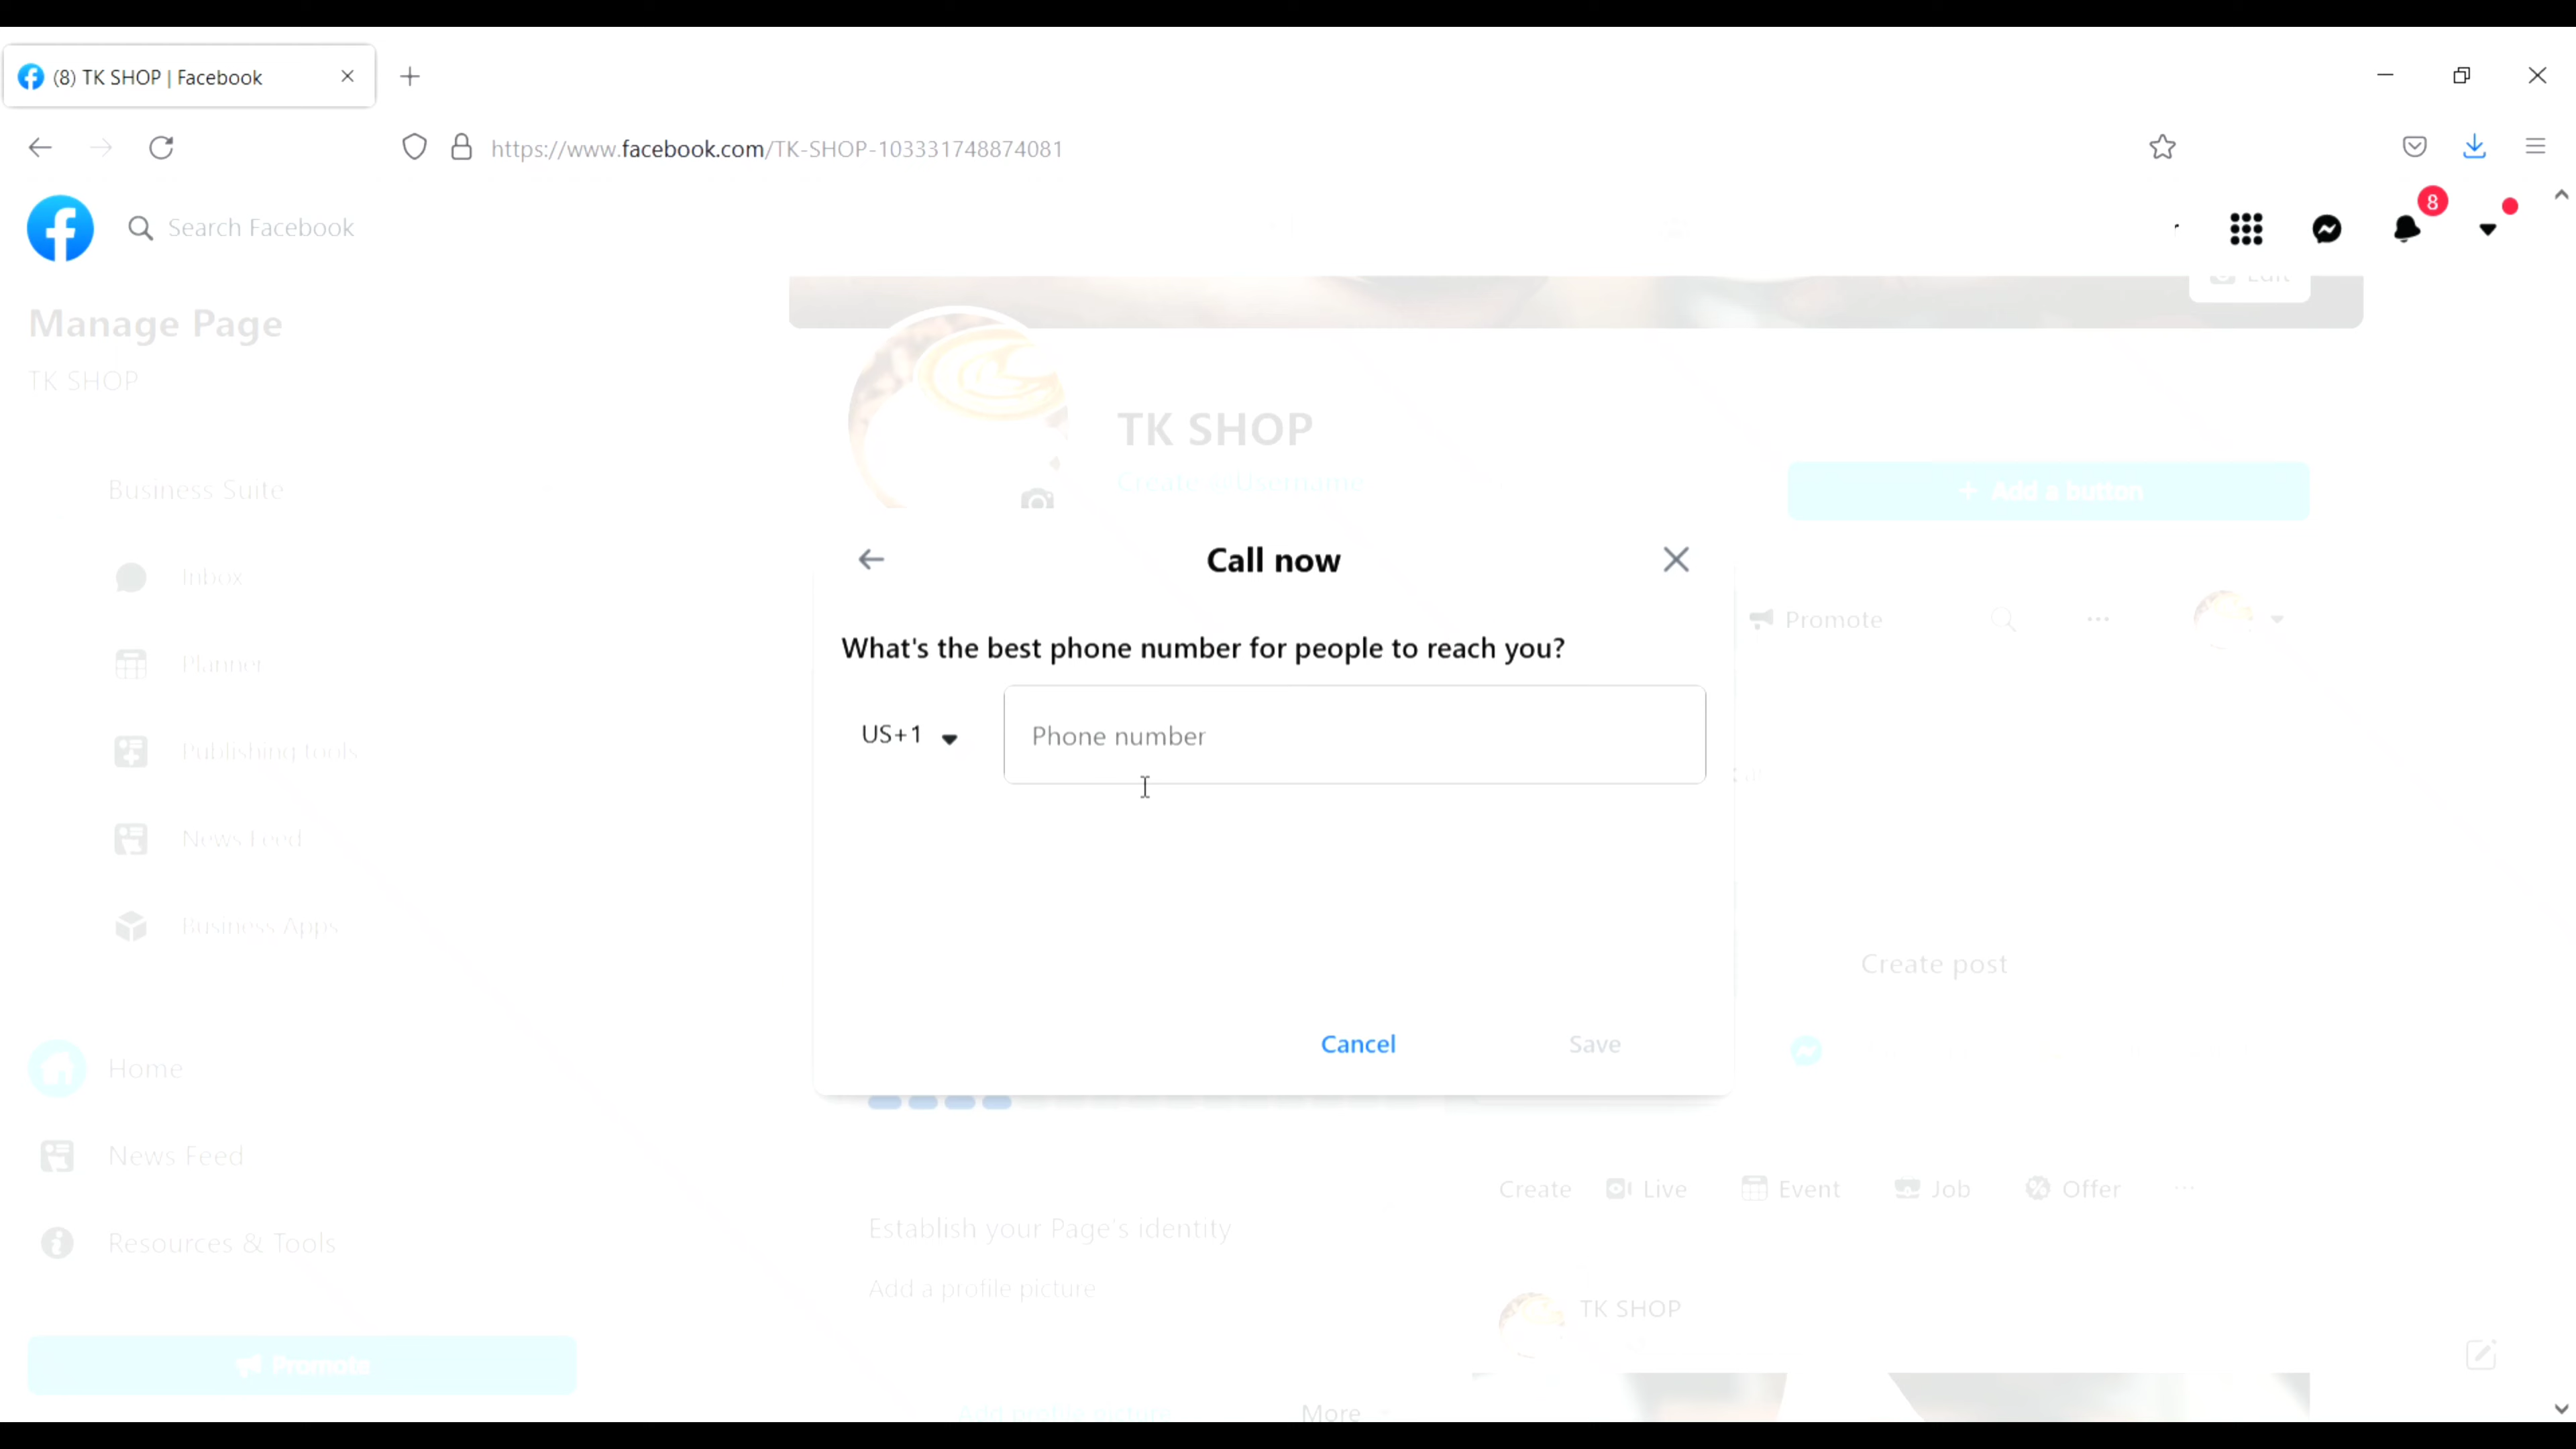 (8) TK SHOP | Facebook
https://www.facebook.com/TK-SHOP-103331748874081
Search Facebook
8
Edit
Manage Page
TK SHOP
TK SHOP
Create @Username
Business Suite
+ Add a button
Call now
Inbox
Promote
What's the best phone number for people to reach you?
Planner
US+1
Phone number
Publishing tools
News Feed
Business Apps
Create post
Cancel
Save
Home
News Feed
Create
Live
Event
Job
Offer
Establish your Page's identity
Resources & Tools
Add a profile picture
TK SHOP
Promote
Add profile picture
More